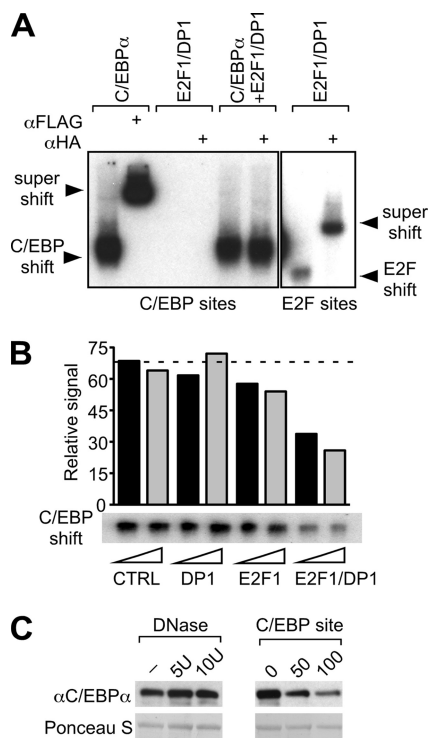 A
C/EBPα
E2F1/DP1
C/EBPα
+E2F1/DP1
E2F1/DP1
αFLAG +
αHA + + +
super
shift
C/EBP
shift
super
shift
E2F
shift
C/EBP sites
E2F sites
B
Relative signal
75
60
45
30
15
0
C/EBP
shift
CTRL DP1 E2F1 E2F1/DP1
C
DNase
C/EBP site
– 5U 10U
0 50 100
αC/EBPα
Ponceau S